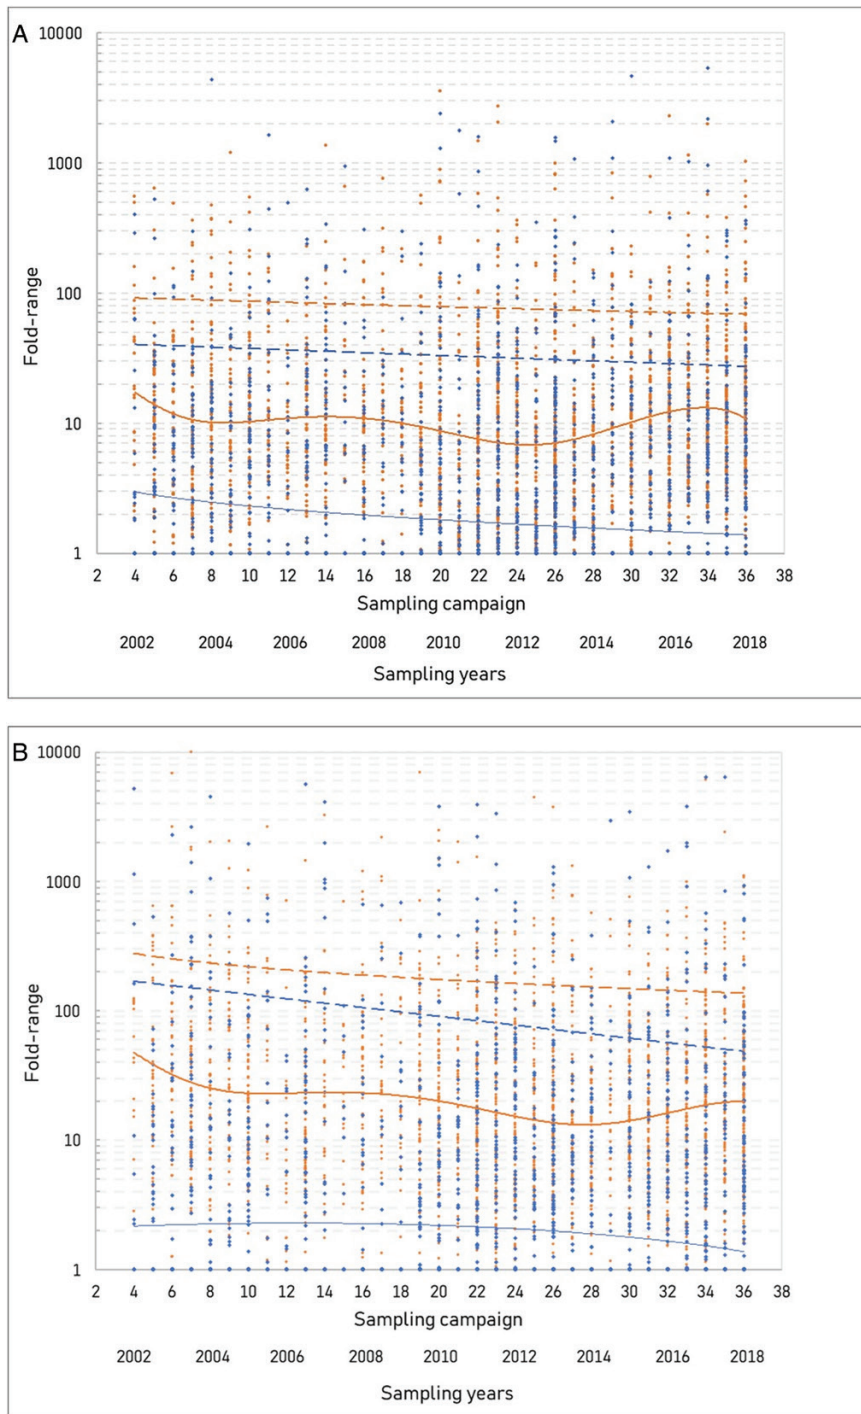 A
10000
1000
100
10
1
Fold-range
2 4 6 8 10 12 14 16 18 20 22 24 26 28 30 32 34 36 38
Sampling campaign
2002 2004 2006 2008 2010 2012 2014 2016 2018
Sampling years
B
10000
1000
100
10
1
Fold-range
2 4 6 8 10 12 14 16 18 20 22 24 26 28 30 32 34 36 38
Sampling campaign
2002 2004 2006 2008 2010 2012 2014 2016 2018
Sampling years